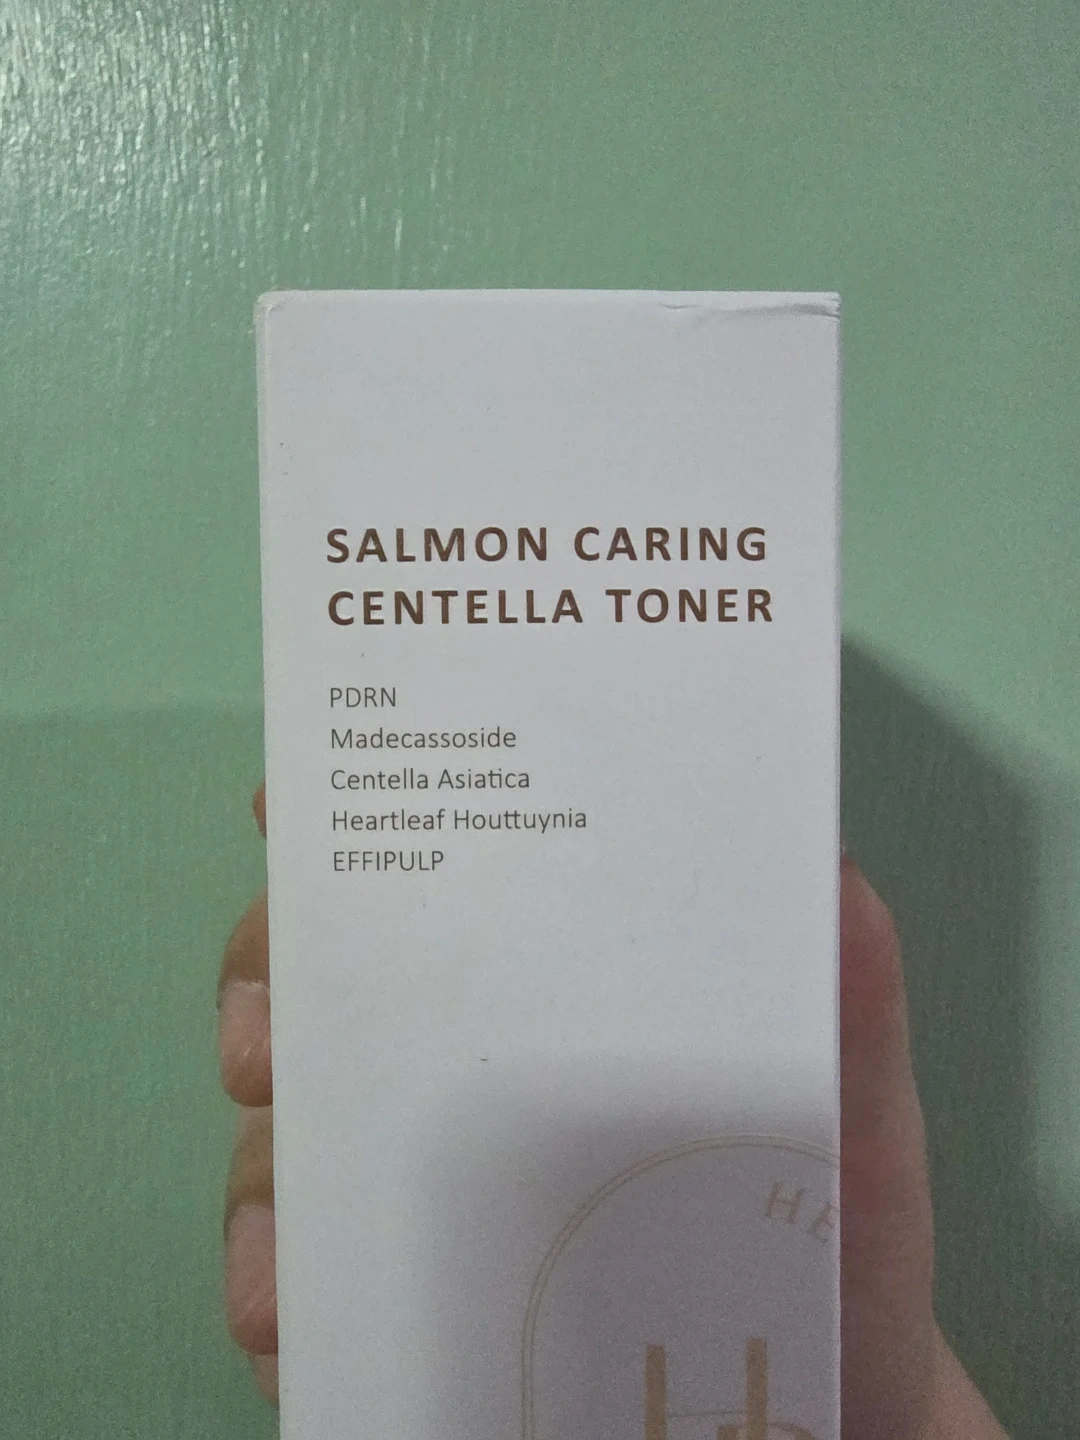 SALMON CARING
CENTELLA TONER
PDRN
Madecassoside
Centella Asiatica
Heartleaf Houttuynia
EFFIPULP